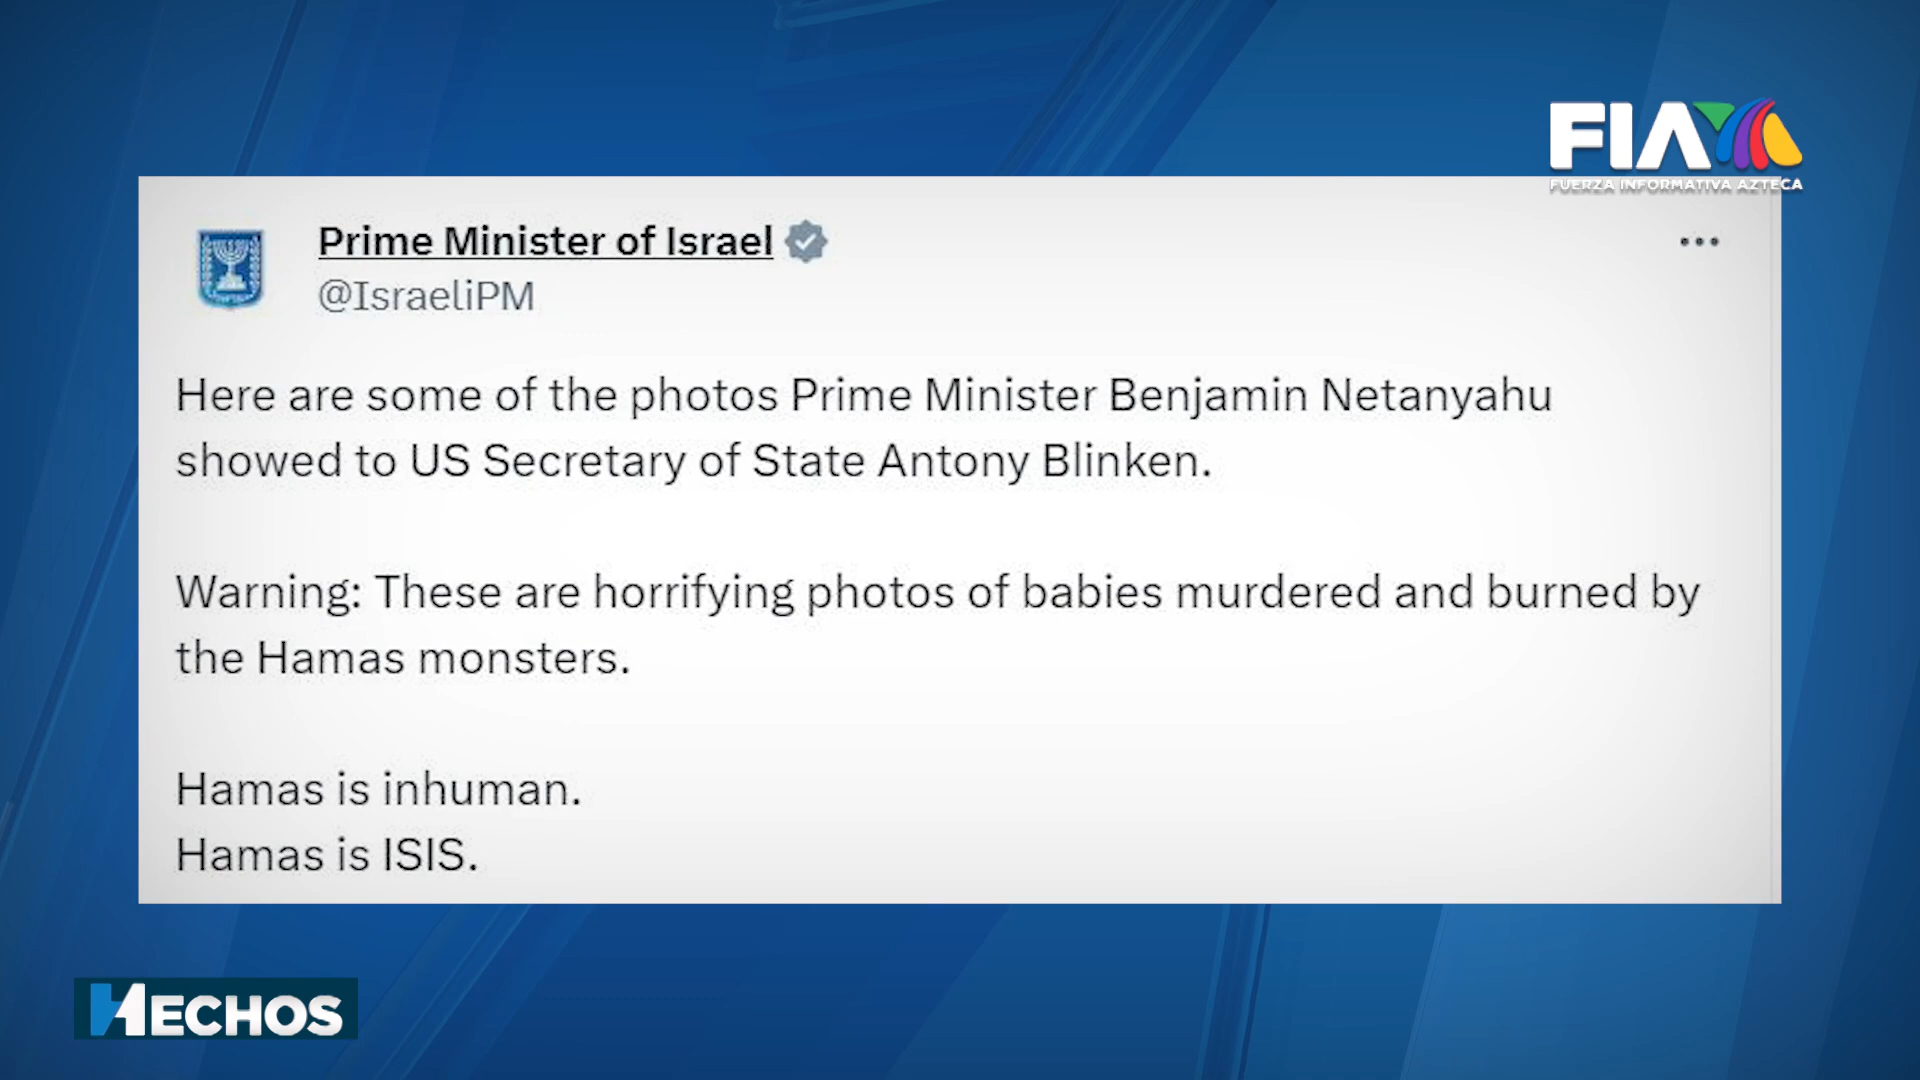 FIA
FUERZA INFORMATIVA AZTECA
Prime Minister of Israel
@IsraeliPM
Here are some of the photos Prime Minister Benjamin Netanyahu
showed to US Secretary of State Antony Blinken.
Warning: These are horrifying photos of babies murdered and burned by
the Hamas monsters.
Hamas is inhuman.
Hamas is ISIS.
HECHOS